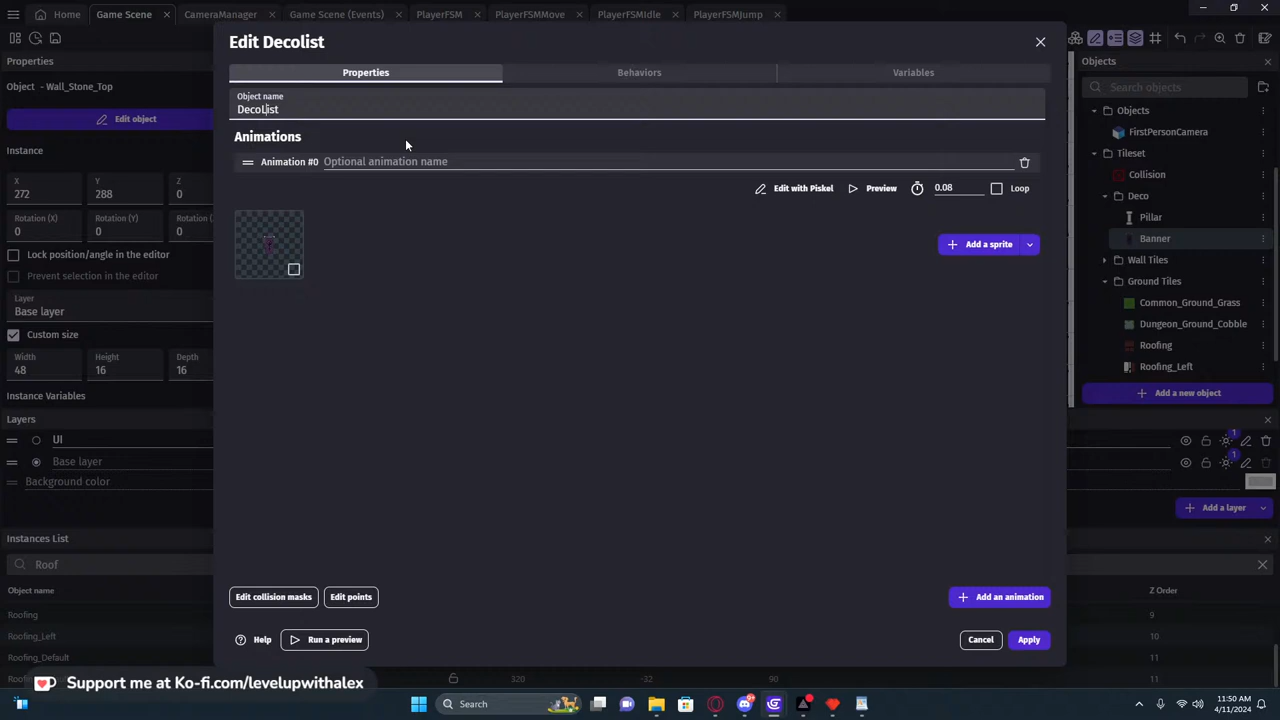 Home
Game Scene
CameraManager
Game Scene (Events)
PlayerFSM
PlayerFSMMove
PlayerFSMIdle
PlayerFSMJump
Properties
Object - Wall_Stone_Top
Edit object
Instance
X
272
Y
288
Z
0
Rotation (X)
0
Rotation (Y)
0
Rotation (
0
Lock position/angle in the editor
Prevent selection in the editor
Layer
Base layer
Custom size
Width
48
Height
16
Depth
16
Instance Variables
Layers
UI
Base layer
Background color
Instances List
Roof
Object name
Roofing
Roofing_Left
Roofing_Default
Edit Decolist
Properties
Behaviors
Variables
Object name
DecoList
Animations
Animation #0 Optional animation name
Edit with Piskel
Preview
0.08
Loop
Add a sprite
Edit collision masks
Edit points
Add an animation
Help
Run a preview
Cancel
Apply
Objects
Search objects
Objects
FirstPersonCamera
Tileset
Collision
Deco
Pillar
Banner
Wall Tiles
Ground Tiles
Common_Ground_Grass
Dungeon_Ground_Cobble
Roofing
Roofing_Left
Add a new object
1
1
Add a layer
Z Order
9
10
11
320 -32 90 11
Support me at Ko-fi.com/levelupwithalex
Search
11:50 AM
4/11/2024